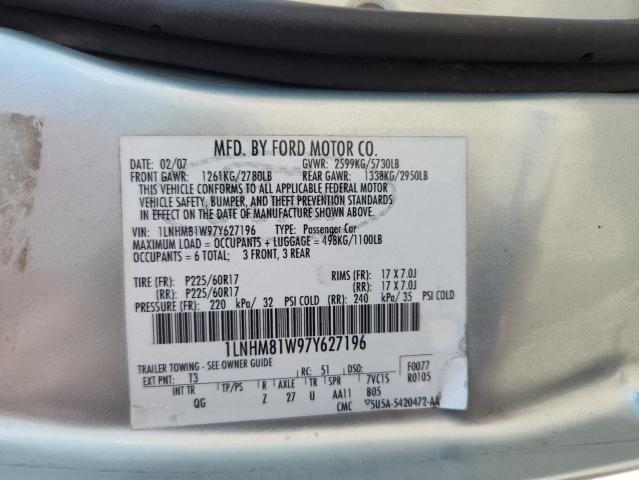 MFD. BY FORD MOTOR CO.
02/07 GVWR: 2599KG/5730LB
FRONT GAWR: 1261KG/2780LB REAR GAWR: 1338KG/2950LB
THIS VEHICLE CONFORMS TO ALL APPLICABLE FEDERAL MOTOR
VEHICLE SAFETY, BUMPER, AND THEFT PREVENTION STANDARDS
IN EFFECT ON THE DATE OF MANUFACTURE SHOWN ABOVE.
VIN: 1LNHM81W97Y627196 TYPE: Passenger Car
MAXIMUM LOAD = OCCUPANTS + LUGGAGE = 498KG/1100LB
OCCUPANTS = 6 TOTAL: 3 FRONT, 3 REAR
TIRE (FR): P225/60R17 RIMS (FR): 17 X 7.0J
(RR): P225/60R17 (RR): 17 X 7.0J
PRESSURE (FR): 220 kPa/ 32 PSI COLD (RR): 240 kPa/35 PSI COLD
1LNHM81W97Y627196
TRAILER TOWING - SEE OWNER GUIDE F0077
EXT PNT: T3 RC: 51 DSO: R0105
INT TR TP/PS R AXLE TR SPR 7VC1S
QG Z 27 U AA11 B05
CMC 5U5A-5420472-AA